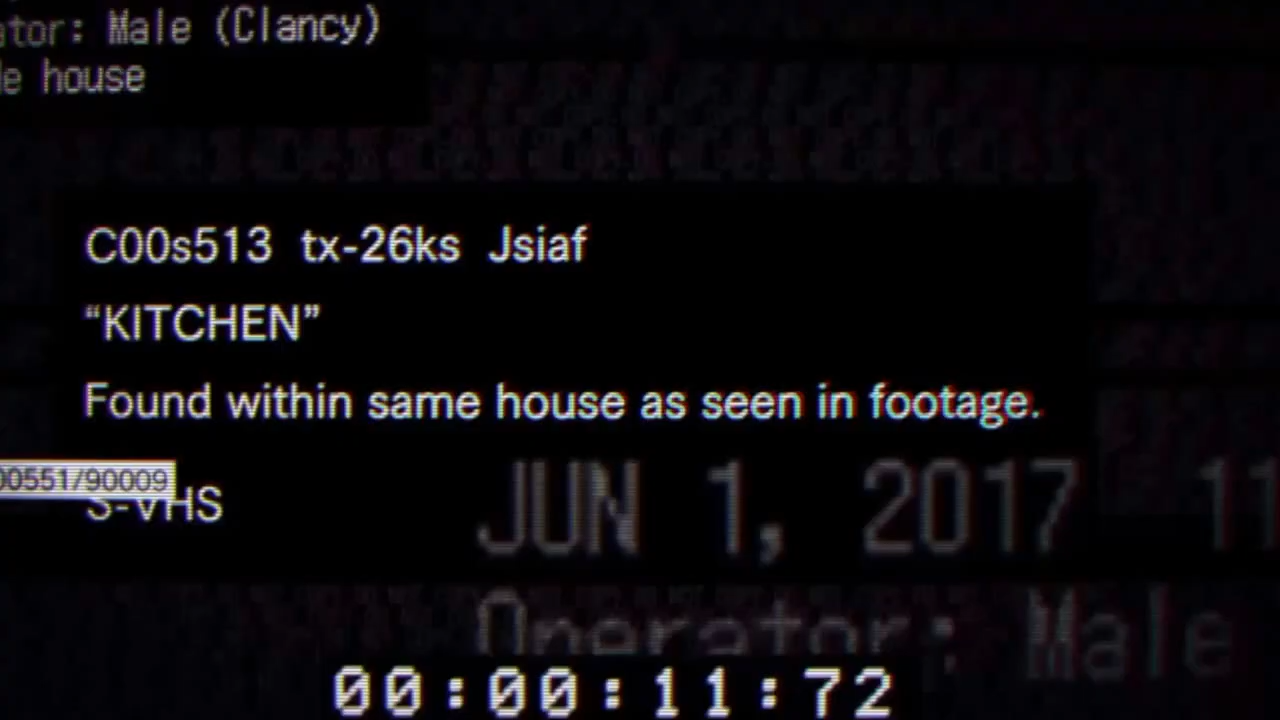 ator: Male (Clancy)
le house
C00s513 tx-26ks Jsiaf
“KITCHEN”
Found within same house as seen in footage.
00551/90009
S-VHS
JUN 1, 2017 11
Operator: Male
00:00:11:72